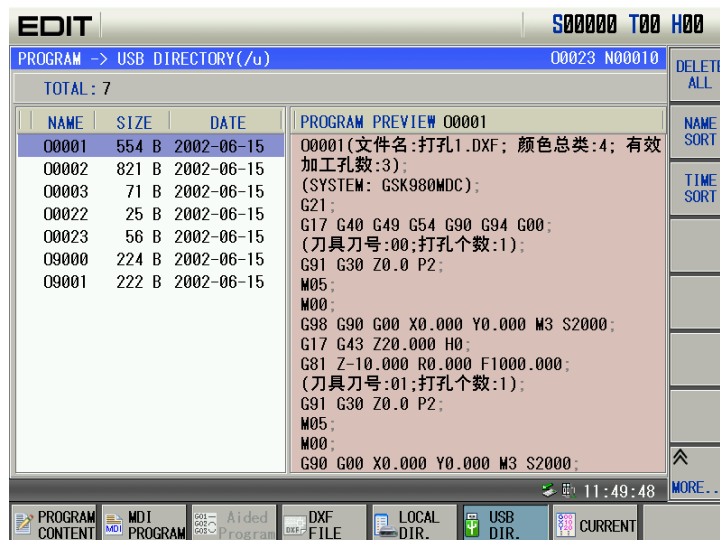 EDIT
S00000 T00 H00
PROGRAM -> USB DIRECTORY(/u)
O0023 N00010
TOTAL: 7
NAME SIZE DATE
O0001 554 B 2002-06-15
O0002 821 B 2002-06-15
O0003 71 B 2002-06-15
O0022 25 B 2002-06-15
O0023 56 B 2002-06-15
O9000 224 B 2002-06-15
O9001 222 B 2002-06-15
PROGRAM PREVIEW O0001
O0001(文件名:打孔1.DXF; 颜色总类:4; 有效
加工孔数:3);
(SYSTEM: GSK980MDC);
G21;
G17 G40 G49 G54 G90 G94 G00;
(刀具刀号:00;打孔个数:1);
G91 G30 Z0.0 P2;
M05;
M00;
G98 G90 G00 X0.000 Y0.000 M3 S2000;
G17 G43 Z20.000 H0;
G81 Z-10.000 R0.000 F1000.000;
(刀具刀号:01;打孔个数:1);
G91 G30 Z0.0 P2;
M05;
M00;
G90 G00 X0.000 Y0.000 M3 S2000;
11:49:48
DELETE
ALL
NAME
SORT
TIME
SORT
MORE..
PROGRAM
CONTENT
MDI
MDI
PROGRAM
G01
G02
G03
Aided
Program
DXF
DXF
FILE
LOCAL
DIR.
USB
DIR.
CURRENT